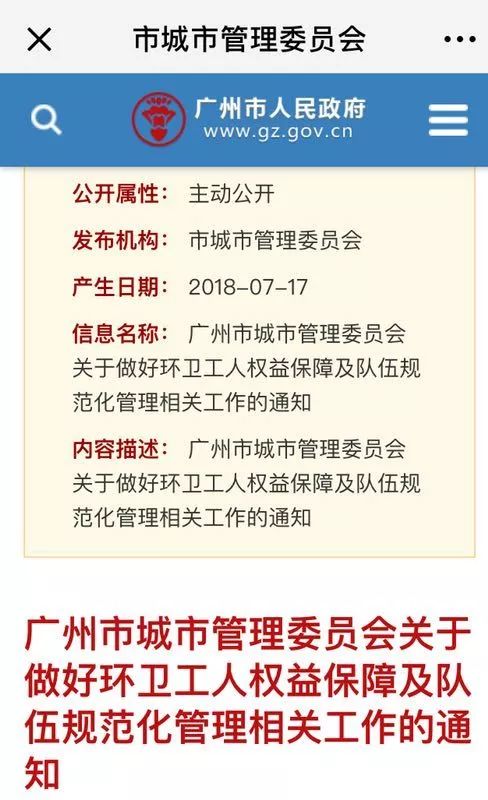 市城市管理委员会
广州市人民政府
www.gz.gov.cn
公开属性： 主动公开
发布机构： 市城市管理委员会
产生日期： 2018-07-17
信息名称： 广州市城市管理委员会
关于做好环卫工人权益保障及队伍规
范化管理相关工作的通知
内容描述： 广州市城市管理委员会
关于做好环卫工人权益保障及队伍规
范化管理相关工作的通知
广州市城市管理委员会关于
做好环卫工人权益保障及队
伍规范化管理相关工作的通
知